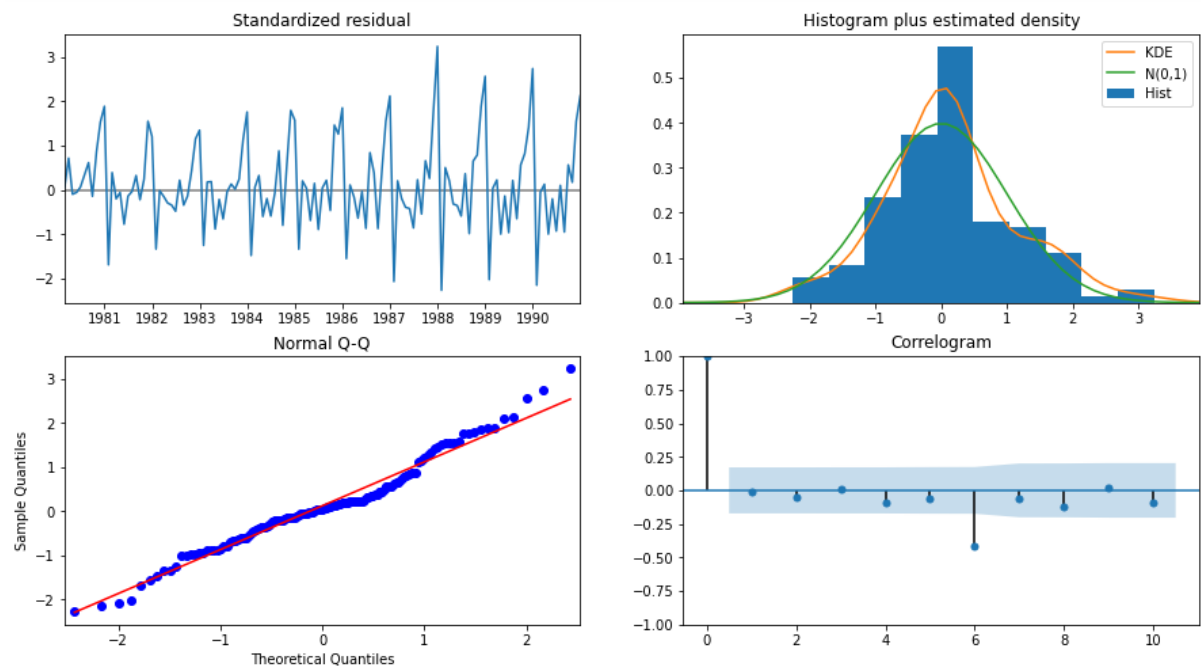 Standardized residual
3
2
1
0
−1
−2
1981 1982 1983 1984 1985 1986 1987 1988 1989 1990
Histogram plus estimated density
KDE
N(0,1)
Hist
0.5
0.4
0.3
0.2
0.1
0.0
−3 −2 −1 0 1 2 3
Normal Q-Q
Sample Quantiles
3
2
1
0
−1
−2
−2 −1 0 1 2
Theoretical Quantiles
Correlogram
1.00
0.75
0.50
0.25
0.00
−0.25
−0.50
−0.75
−1.00
0 2 4 6 8 10